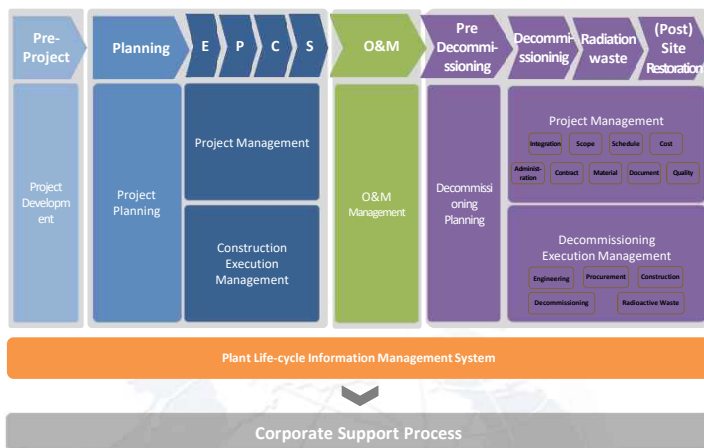 Pre-
Project
Planning
E
P
C
S
O&M
Pre
Decommi-
ssioning
Decommi-
ssioninig
Radiation
waste
(Post)
Site
Restoration
Project
Developm
ent
Project
Planning
Project Management
Construction
Execution
Management
O&M
Management
Decommissi
oning
Planning
Project Management
Integration
Scope
Schedule
Cost
Administ-
ration
Contract
Material
Document
Quality
Decommissioning
Execution Management
Engineering
Procurement
Construction
Decommissioning
Radioactive Waste
Plant Life-cycle Information Management System
Corporate Support Process